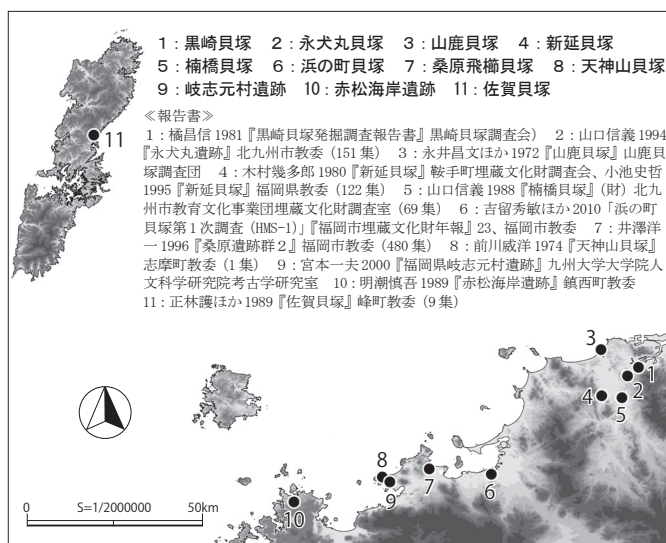 1：黒崎貝塚　2：永犬丸貝塚　3：山鹿貝塚　4：新延貝塚
5：楠橋貝塚　6：浜の町貝塚　7：桑原飛櫛貝塚　8：天神山貝塚
9：岐志元村遺跡　10：赤松海岸遺跡　11：佐賀貝塚
≪報告書≫
1：橘昌信 1981『黒崎貝塚発掘調査報告書』黒崎貝塚調査会）　2：山口信義 1994
『永犬丸遺跡』北九州市教委（151 集）　3：永井昌文ほか 1972『山鹿貝塚』山鹿貝
塚調査団　4：木村幾多郎 1980『新延貝塚』鞍手町埋蔵文化財調査会、小池史哲
1995『新延貝塚』福岡県教委（122 集）　5：山口信義 1988『楠橋貝塚』（財）北九
州市教育文化事業団埋蔵文化財調査室（69 集）　6：吉留秀敏ほか 2010「浜の町
貝塚第 1 次調査（HMS-1）」『福岡市埋蔵文化財年報』23、福岡市教委　7：井澤洋
一 1996『桑原遺跡群 2』福岡市教委（480 集）　8：前川威洋 1974『天神山貝塚』
志摩町教委（1 集）　9：宮本一夫 2000『福岡県岐志元村遺跡』九州大学大学院人
文科学研究院考古学研究室　10：明瀬慎吾 1989『赤松海岸遺跡』鎮西町教委
11：正林護ほか 1989『佐賀貝塚』峰町教委（9 集）
11
3
1
2
4
5
8
7
9
6
10
0　S=1/2000000　50km